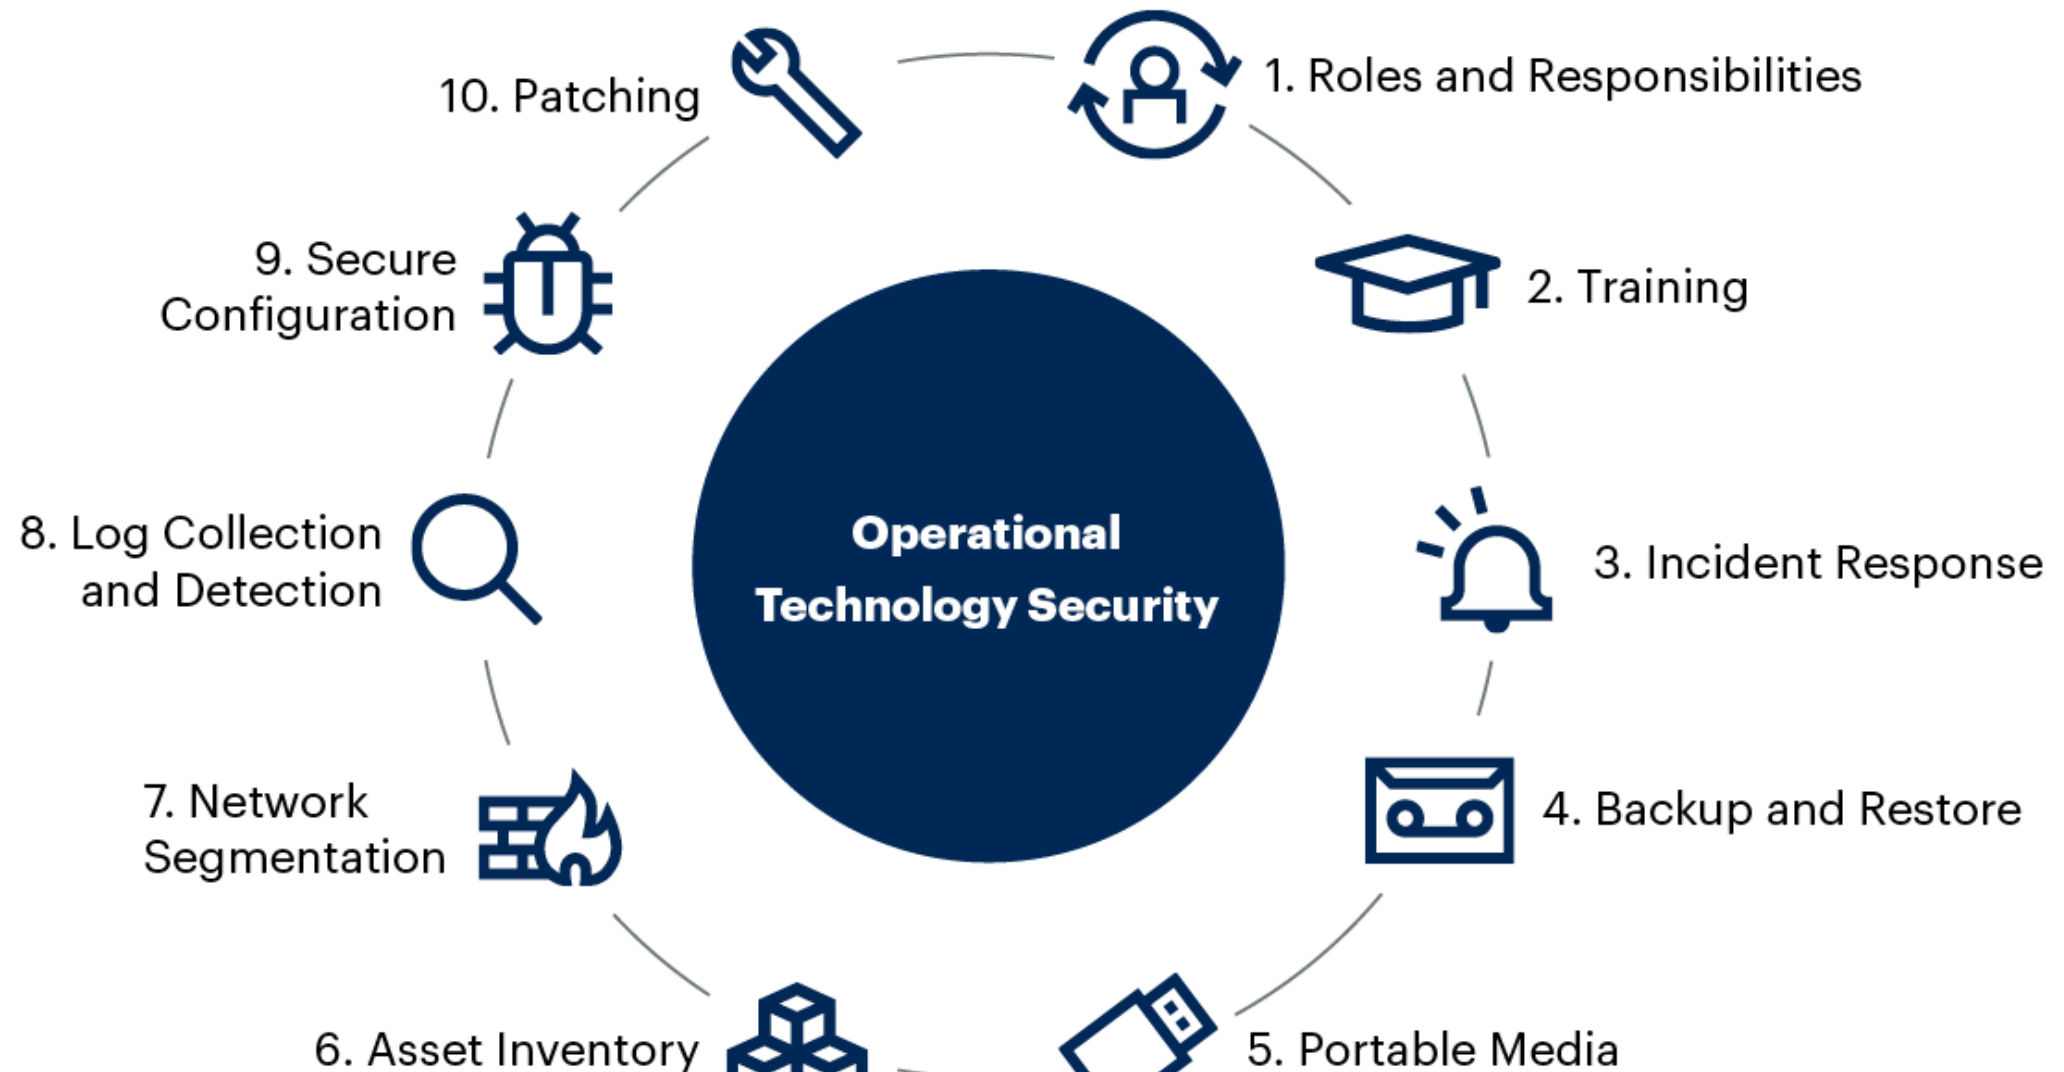 1. Roles and Responsibilities
2. Training
3. Incident Response
4. Backup and Restore
5. Portable Media
6. Asset Inventory
7. Network
Segmentation
8. Log Collection
and Detection
9. Secure
Configuration
10. Patching
Operational
Technology Security